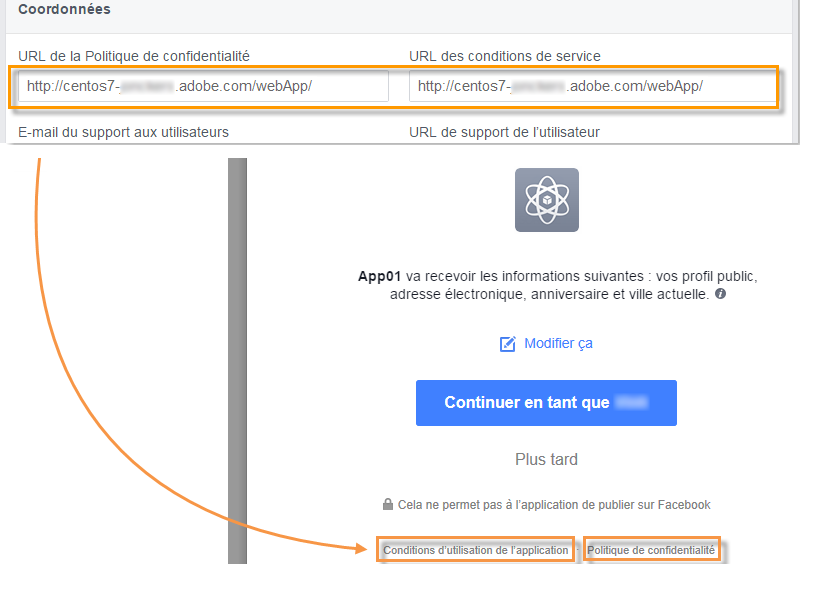 Coordonnées
URL de la Politique de confidentialité
URL des conditions de service
http://centos7- .adobe.com/webApp/
http://centos7- .adobe.com/webApp/
E-mail du support aux utilisateurs
URL de support de l'utilisateur
App01 va recevoir les informations suivantes : vos profil public,
adresse électronique, anniversaire et ville actuelle.
Modifier ça
Continuer en tant que
Plus tard
Cela ne permet pas à l'application de publier sur Facebook
Conditions d'utilisation de l'application
Politique de confidentialité